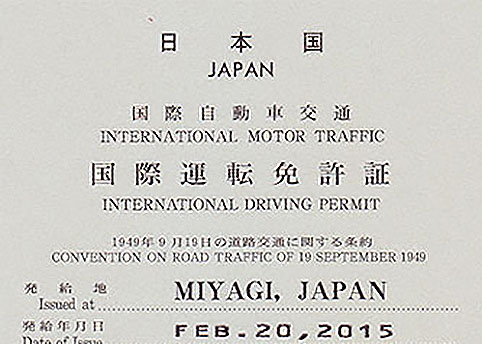 日本国
JAPAN
国際自動車交通
INTERNATIONAL MOTOR TRAFFIC
国際運転免許証
INTERNATIONAL DRIVING PERMIT
1949年9月19日の道路交通に関する条約
CONVENTION ON ROAD TRAFFIC OF 19 SEPTEMBER 1949
発給地
Issued at MIYAGI, JAPAN
発給年月日
Date of Issue FEB.20,2015